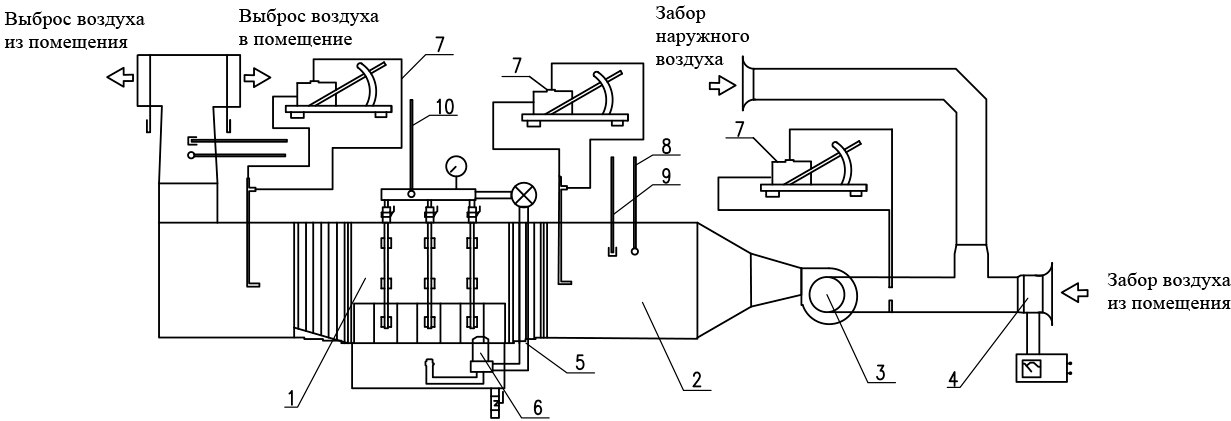 Выброс воздуха
из помещения
Выброс воздуха
в помещение
Забор
наружного
воздуха
7
7
7
10
8
9
Забор воздуха
из помещения
1
6
5
2
3
4